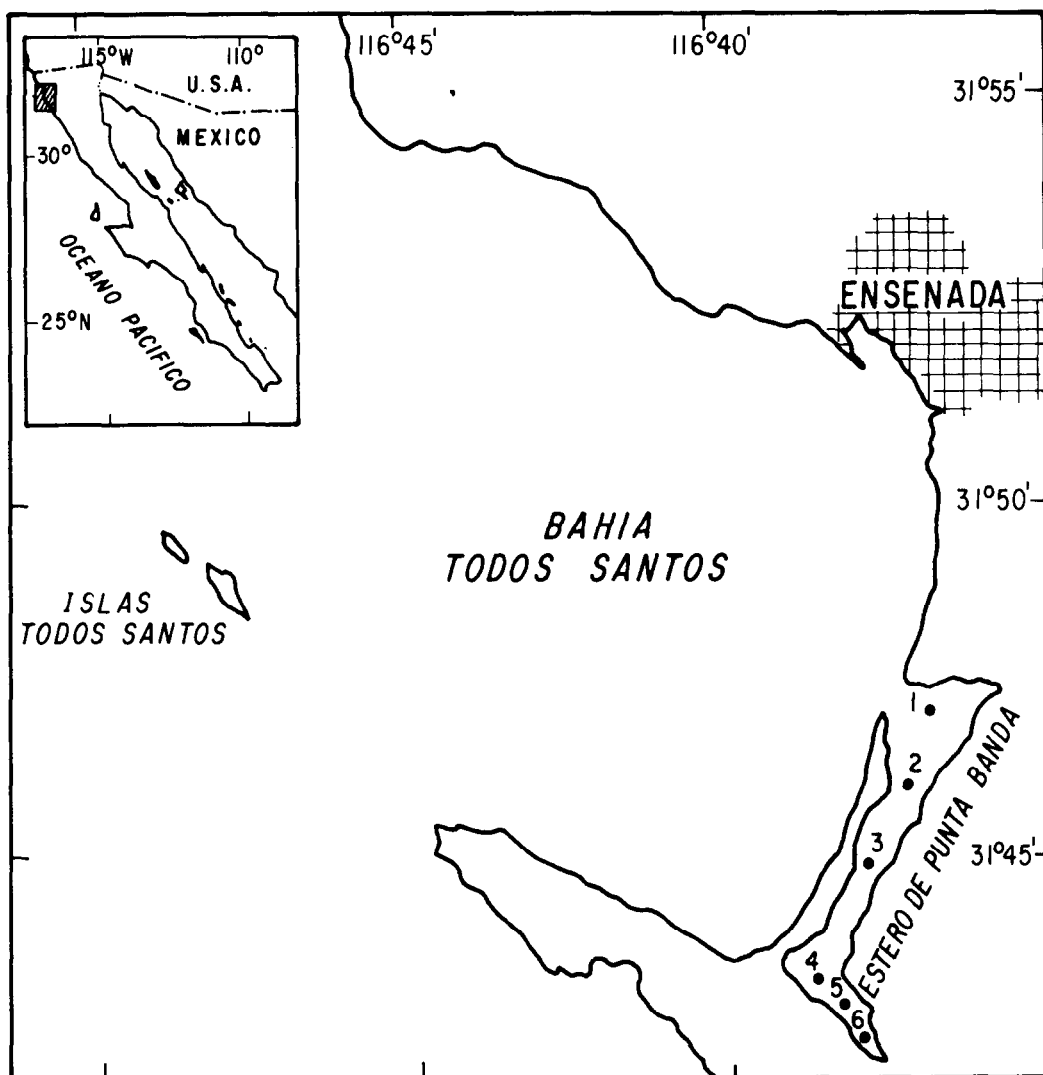 115°W 110°
U.S.A.
MEXICO
30°
25°N
OCEANO PACIFICO
116°45' 116°40'
31°55'
ENSENADA
31°50'
BAHIA
TODOS SANTOS
ISLAS
TODOS SANTOS
1
2
3
31°45'
4
5
6
ESTERO DE PUNTA BANDA